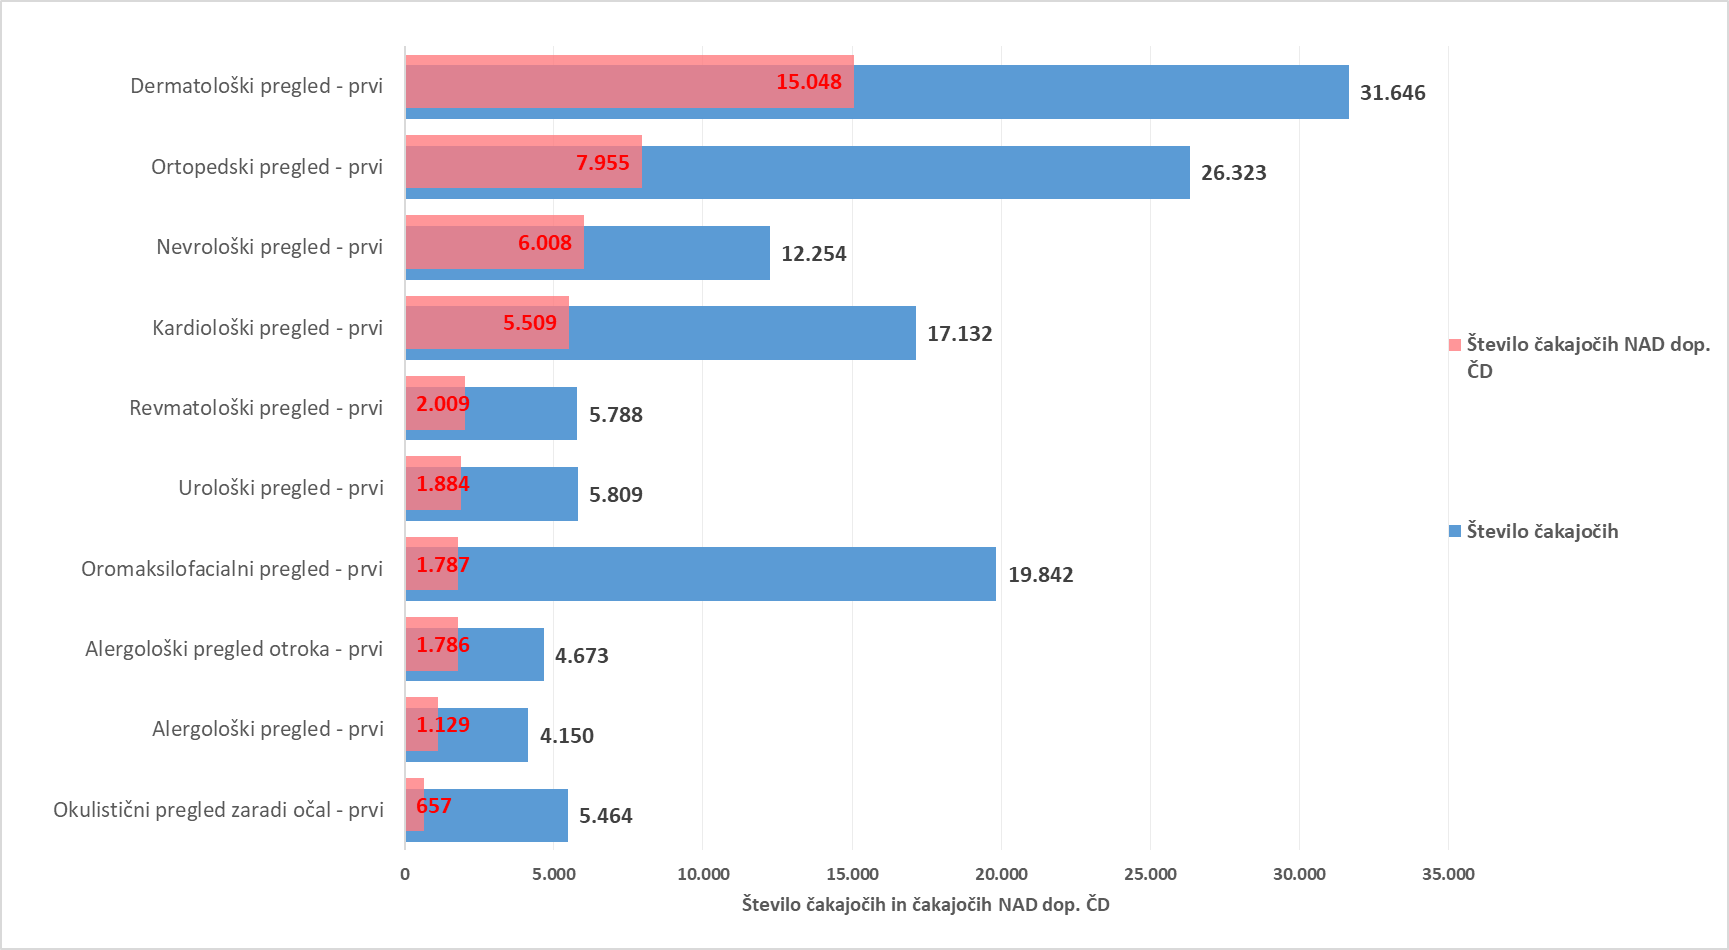 Dermatološki pregled - prvi
15.048
31.646
Ortopedski pregled - prvi
7.955
26.323
Nevrološki pregled - prvi
6.008
12.254
Kardiološki pregled - prvi
5.509
17.132
Revmatološki pregled - prvi
2.009
5.788
Urološki pregled - prvi
1.884
5.809
Oromaksilofacialni pregled - prvi
1.787
19.842
Alergološki pregled otroka - prvi
1.786
4.673
Alergološki pregled - prvi
1.129
4.150
Okulistični pregled zaradi očal - prvi
657
5.464
0 5.000 10.000 15.000 20.000 25.000 30.000 35.000
Število čakajočih in čakajočih NAD dop. ČD
Število čakajočih NAD dop.
ČD
Število čakajočih